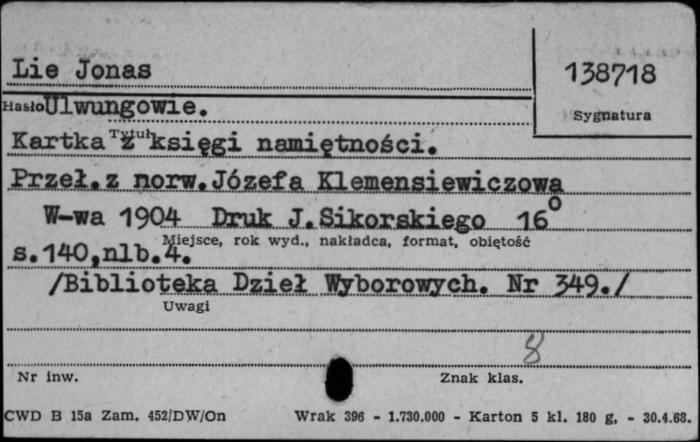 Lie Jonas
138718
Hasło Ulwungowie.
Sygnatura
Tytuł
Kartka z księgi namiętności.
Przeł. z norw. Józefa Klemensiewiczowa
W-wa 1904 Druk J.Sikorskiego 16°
Miejsce, rok wyd., nakładca, format, objętość
s.140,nlb.4.
/Biblioteka Dzieł Wyborowych. Nr 349./
Uwagi
8
Nr inw.
Znak klas.
CWD B 15a Zam. 452/DW/On Wrak 396 - 1.730.000 - Karton 5 kl. 180 g, - 30.4.68.